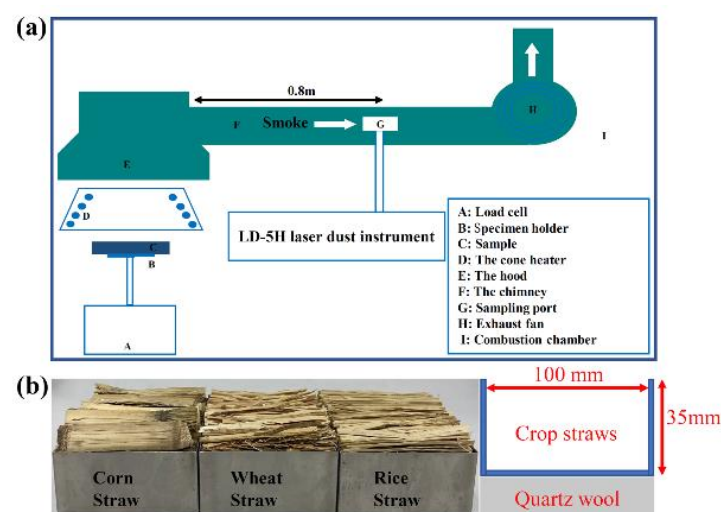 (a)
0.8m
F
Smoke
G
H
I
E
D
LD-5H laser dust instrument
C
B
A
A: Load cell
B: Specimen holder
C: Sample
D: The cone heater
E: The hood
F: The chimney
G: Sampling port
H: Exhaust fan
I: Combustion chamber
(b)
Corn
Straw
Wheat
Straw
Rice
Straw
100 mm
Crop straws
35mm
Quartz wool